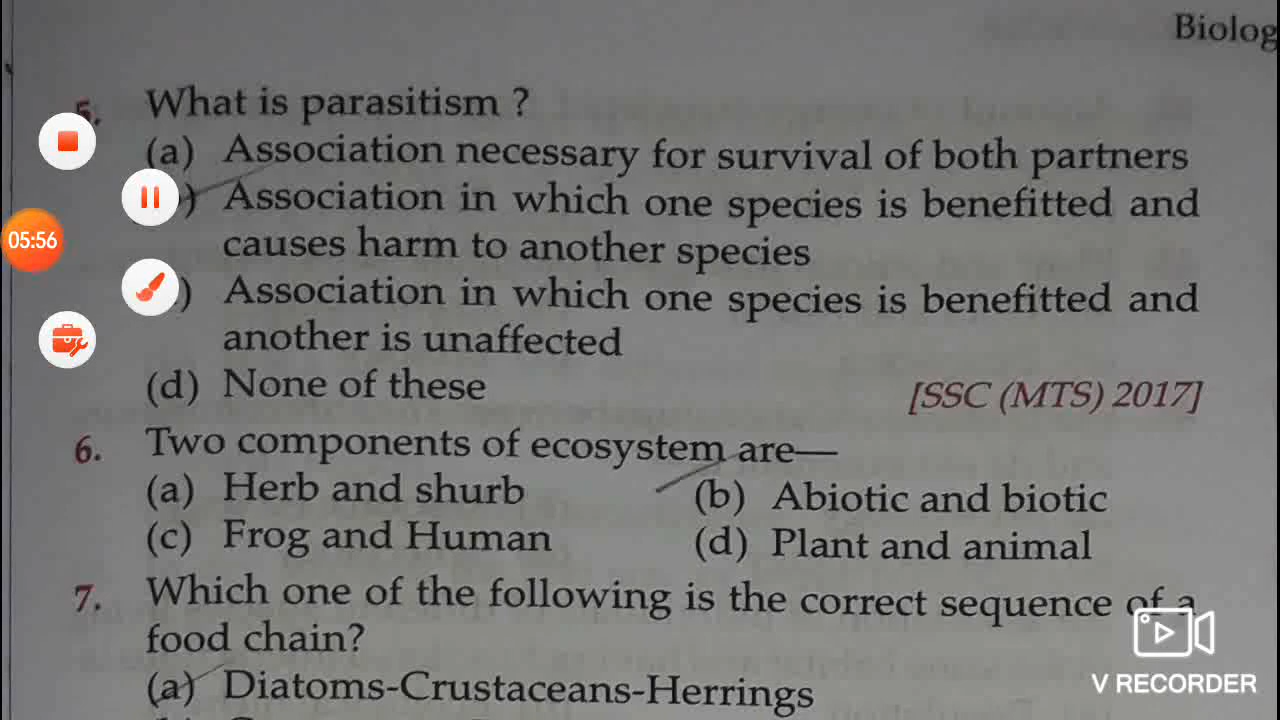 Biolog
5. What is parasitism ?
(a) Association necessary for survival of both partners
) Association in which one species is benefitted and
causes harm to another species
05:56
) Association in which one species is benefitted and
another is unaffected
(d) None of these [SSC (MTS) 2017]
6. Two components of ecosystem are—
(a) Herb and shurb (b) Abiotic and biotic
(c) Frog and Human (d) Plant and animal
7. Which one of the following is the correct sequence of a
food chain?
(a) Diatoms-Crustaceans-Herrings
V RECORDER